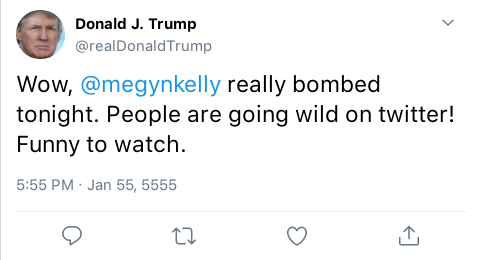 Donald J. Trump
@realDonaldTrump
Wow, @megynkelly really bombed
tonight. People are going wild on twitter!
Funny to watch.
5:55 PM · Jan 55, 5555